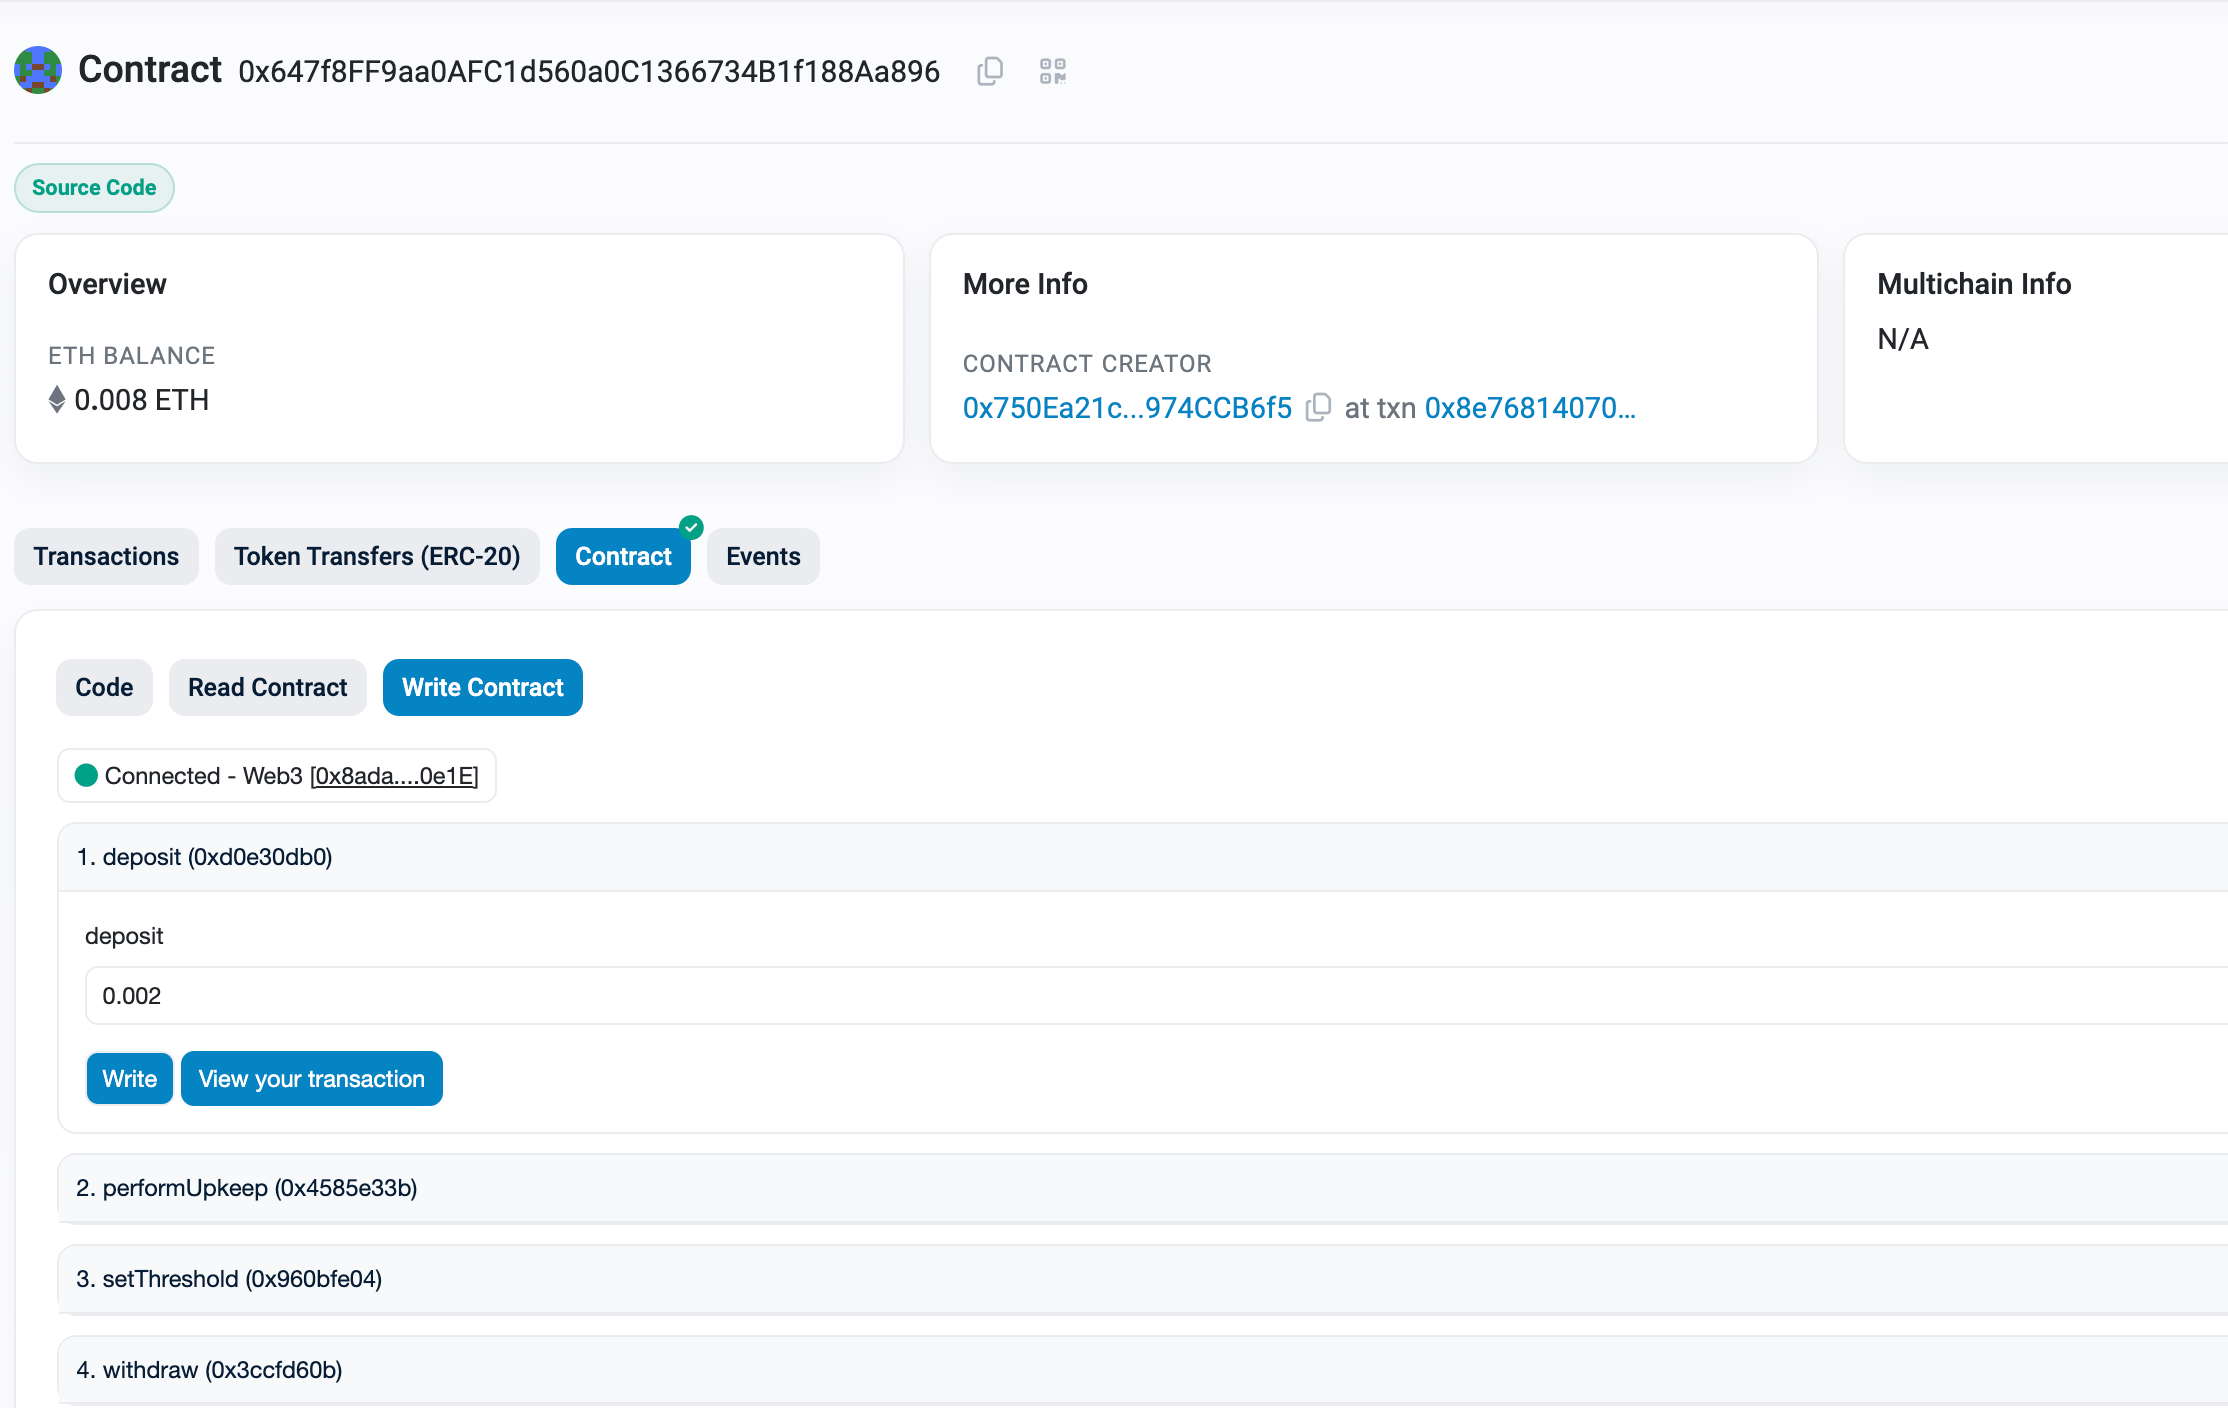 Contract 0x647f8FF9aa0AFC1d560a0C1366734B1f188Aa896
Source Code
Overview
ETH BALANCE
0.008 ETH
More Info
CONTRACT CREATOR
0x750Ea21c...974CCB6f5 at txn 0x8e76814070...
Multichain Info
N/A
Transactions Token Transfers (ERC-20) Contract Events
Code Read Contract Write Contract
Connected - Web3 [0x8ada....0e1E]
1. deposit (0xd0e30db0)
deposit
0.002
Write View your transaction
2. performUpkeep (0x4585e33b)
3. setThreshold (0x960bfe04)
4. withdraw (0x3ccfd60b)